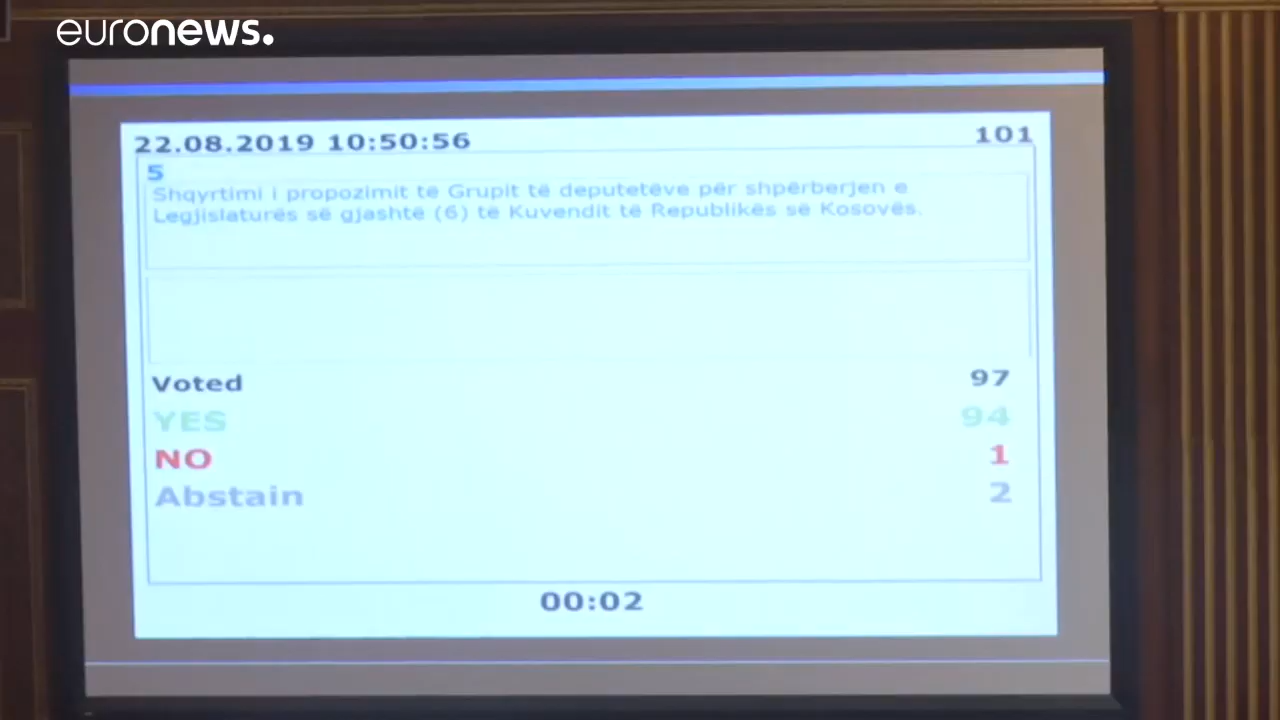 euronews.
22.08.2019 10:50:56 101
5
Shqyrtimi i propozimit të Grupit të deputetëve për shpërberjen e
Legjislaturës së gjashtë (6) të Kuvendit të Republikës së Kosovës.
Voted 97
YES 94
NO 1
Abstain 2
00:02